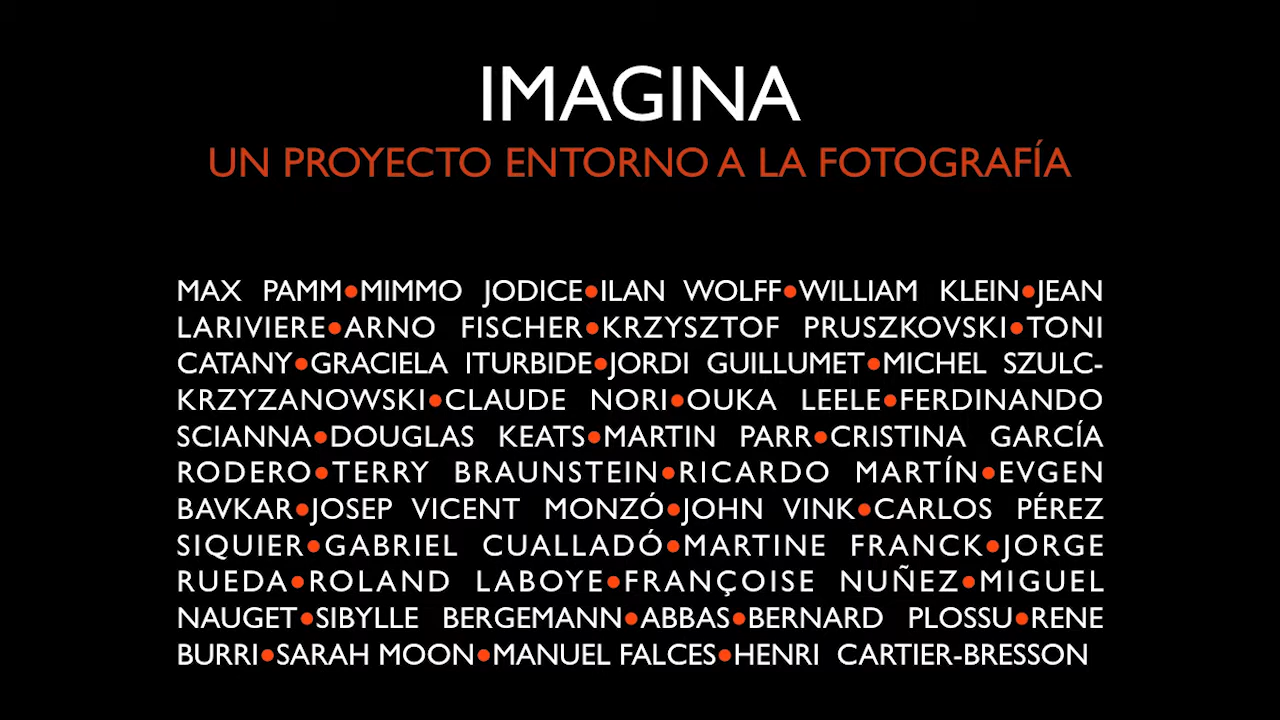 IMAGINA
UN PROYECTO ENTORNO A LA FOTOGRAFÍA
MAX PAMM•MIMMO JODICE•ILAN WOLFF•WILLIAM KLEIN•JEAN
LARIVIERE•ARNO FISCHER•KRZYSZTOF PRUSZKOVSKI•TONI
CATANY•GRACIELA ITURBIDE•JORDI GUILLUMET•MICHEL SZULC-
KRZYZANOWSKI•CLAUDE NORI•OUKA LEELE•FERDINANDO
SCIANNA•DOUGLAS KEATS•MARTIN PARR•CRISTINA GARCÍA
RODERO•TERRY BRAUNSTEIN•RICARDO MARTÍN•EVGEN
BAVKAR•JOSEP VICENT MONZÓ•JOHN VINK•CARLOS PÉREZ
SIQUIER•GABRIEL CUALLADÓ•MARTINE FRANCK•JORGE
RUEDA•ROLAND LABOYE•FRANÇOISE NUÑEZ•MIGUEL
NAUGET•SIBYLLE BERGEMANN•ABBAS•BERNARD PLOSSU•RENE
BURRI•SARAH MOON•MANUEL FALCES•HENRI CARTIER-BRESSON